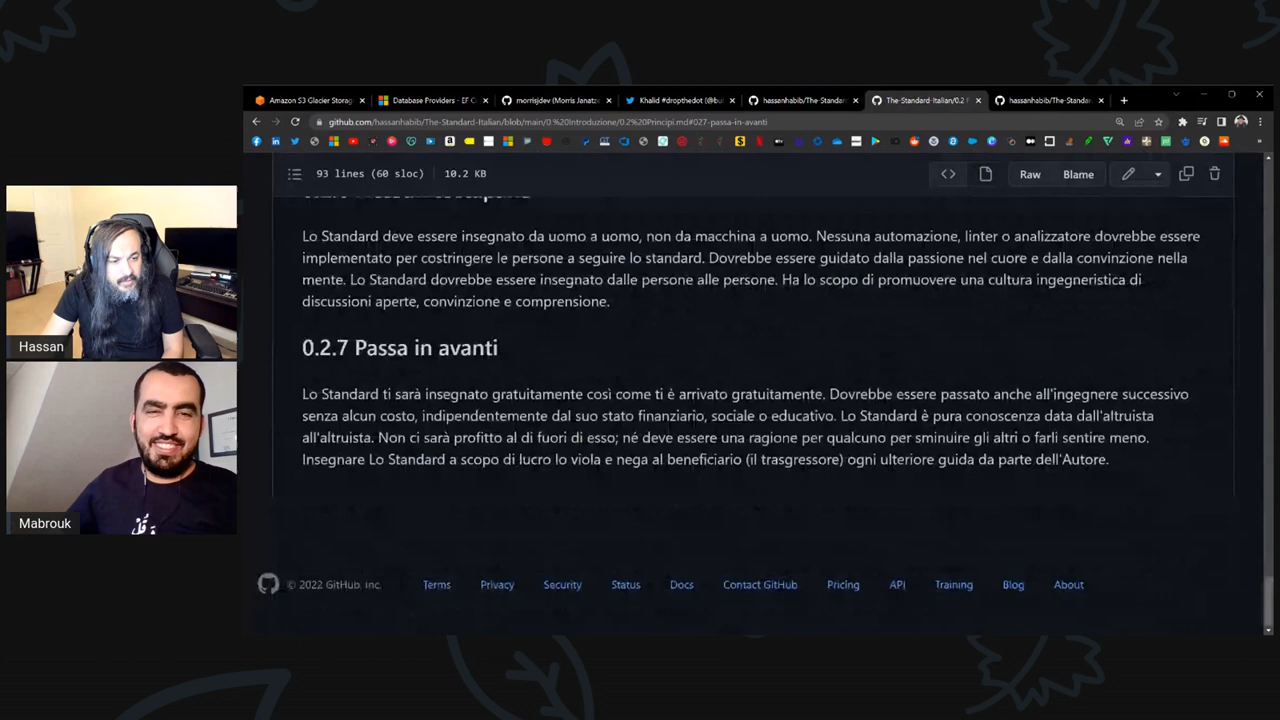 Amazon S3 Glacier Storag
Database Providers - EF C
morrisjdev (Morris Janatz
Khalid #dropthedot (@bul
hassanhabib/The-Standar
The-Standard-Italian/0.2 P
hassanhabib/The-Standar
github.com/hassanhabib/The-Standard-Italian/blob/main/0.%20Introduzione/0.2%20Principi.md#027-passa-in-avanti
93 lines (60 sloc) 10.2 KB
Raw Blame
Lo Standard deve essere insegnato da uomo a uomo, non da macchina a uomo. Nessuna automazione, linter o analizzatore dovrebbe essere
implementato per costringere le persone a seguire lo standard. Dovrebbe essere guidato dalla passione nel cuore e dalla convinzione nella
mente. Lo Standard dovrebbe essere insegnato dalle persone alle persone. Ha lo scopo di promuovere una cultura ingegneristica di
discussioni aperte, convinzione e comprensione.
0.2.7 Passa in avanti
Lo Standard ti sarà insegnato gratuitamente così come ti è arrivato gratuitamente. Dovrebbe essere passato anche all'ingegnere successivo
senza alcun costo, indipendentemente dal suo stato finanziario, sociale o educativo. Lo Standard è pura conoscenza data dall'altruista
all'altruista. Non ci sarà profitto al di fuori di esso; né deve essere una ragione per qualcuno per sminuire gli altri o farli sentire meno.
Insegnare Lo Standard a scopo di lucro lo viola e nega al beneficiario (il trasgressore) ogni ulteriore guida da parte dell'Autore.
© 2022 GitHub, Inc. Terms Privacy Security Status Docs Contact GitHub Pricing API Training Blog About
Hassan
Mabrouk